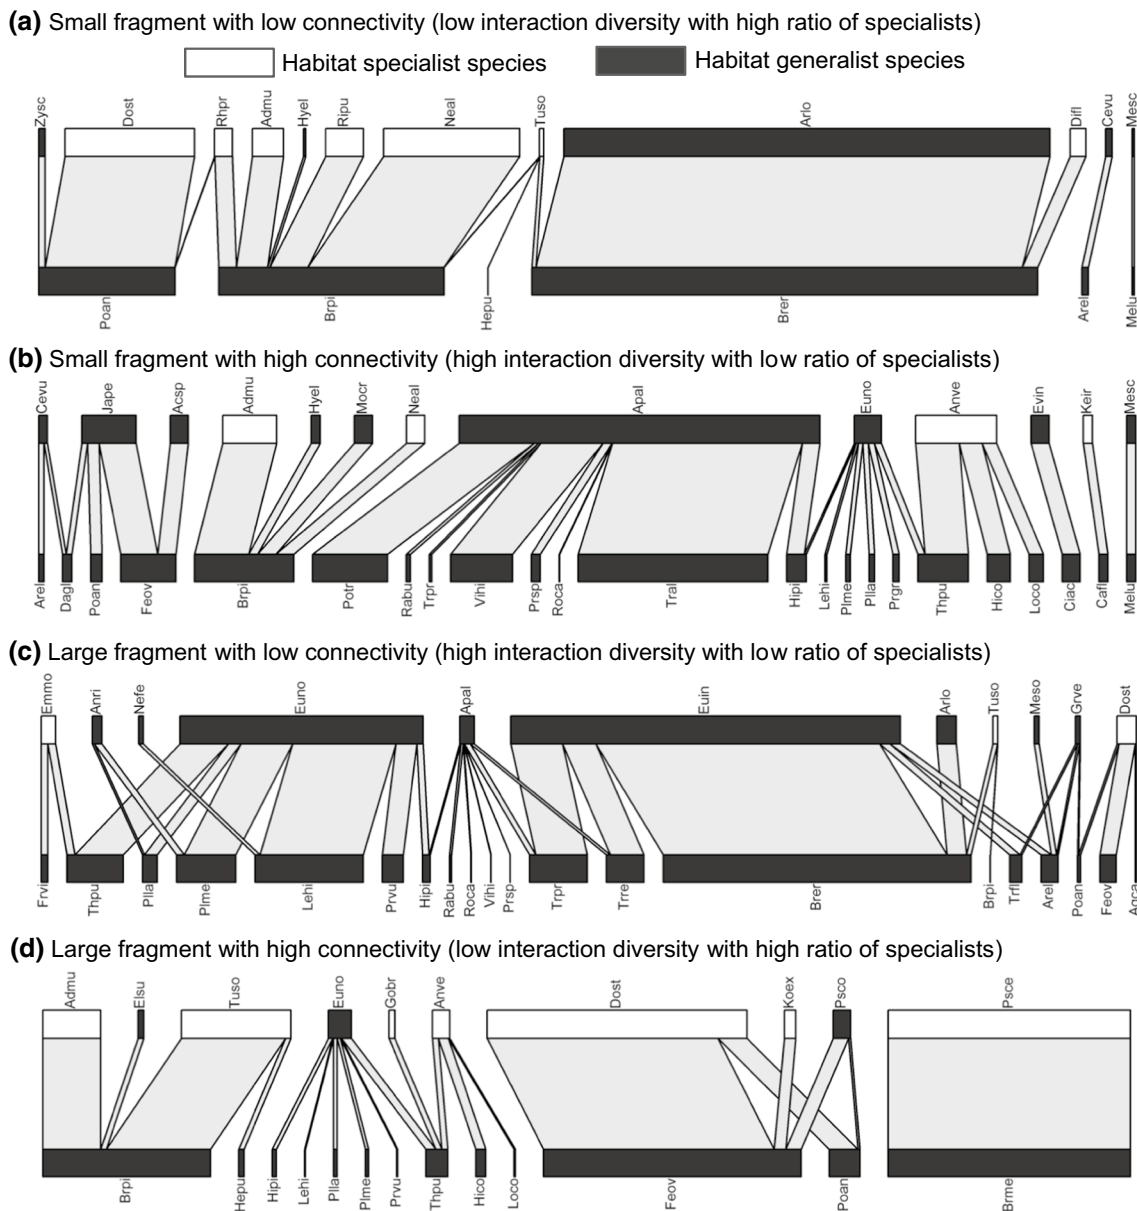 (a) Small fragment with low connectivity (low interaction diversity with high ratio of specialists)
Habitat specialist species Habitat generalist species
Zysc Dost Rhpr Admu Hyel Ripu Neal Tuso Arlo Difl Cevu Mesc
Poan Brpi Hepu Brer Arel Melu
(b) Small fragment with high connectivity (high interaction diversity with low ratio of specialists)
Cevu Jape Acsp Admu Hyel Mocr Neal Apal Euno Anve Evin Keir Mesc
Arel Dagl Poan Feov Brpi Potr Rabu Trpr Vihi Prsp Roca Tral Hipi Lehi Plme Plla Prgr Thpu Hico Loco Ciac Cafl Melu
(c) Large fragment with low connectivity (high interaction diversity with low ratio of specialists)
Emmo Anri Nefe Euno Apal Euin Arlo Tuso Meso Grve Dost
Frvi Thpu Plla Plme Lehi Prvu Hipi Rabu Roca Vihi Prsp Trpr Trre Brer Brpi Trfl Arel Poan Feov Agca
(d) Large fragment with high connectivity (low interaction diversity with high ratio of specialists)
Admu Elsu Tuso Euno Gobr Anve Dost Koex Psco Psce
Brpi Hepu Hipi Lehi Plla Plme Prvu Thpu Hico Loco Feov Poan Brme